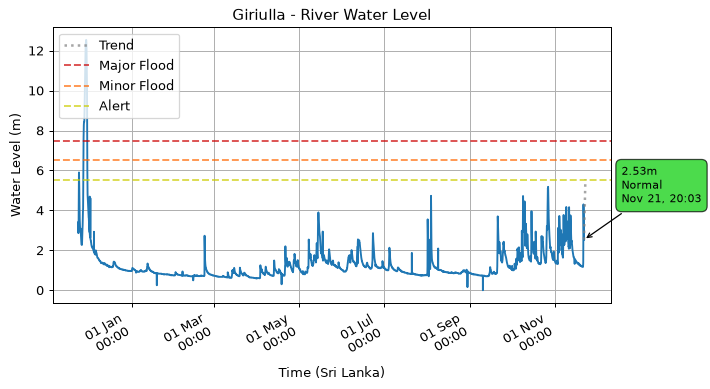 Giriulla - River Water Level
Water Level (m)
12
10
8
6
4
2
0
Trend
Major Flood
Minor Flood
Alert
2.53m
Normal
Nov 21, 20:03
01 Jan
00:00
01 Mar
00:00
01 May
00:00
01 Jul
00:00
01 Sep
00:00
01 Nov
00:00
Time (Sri Lanka)